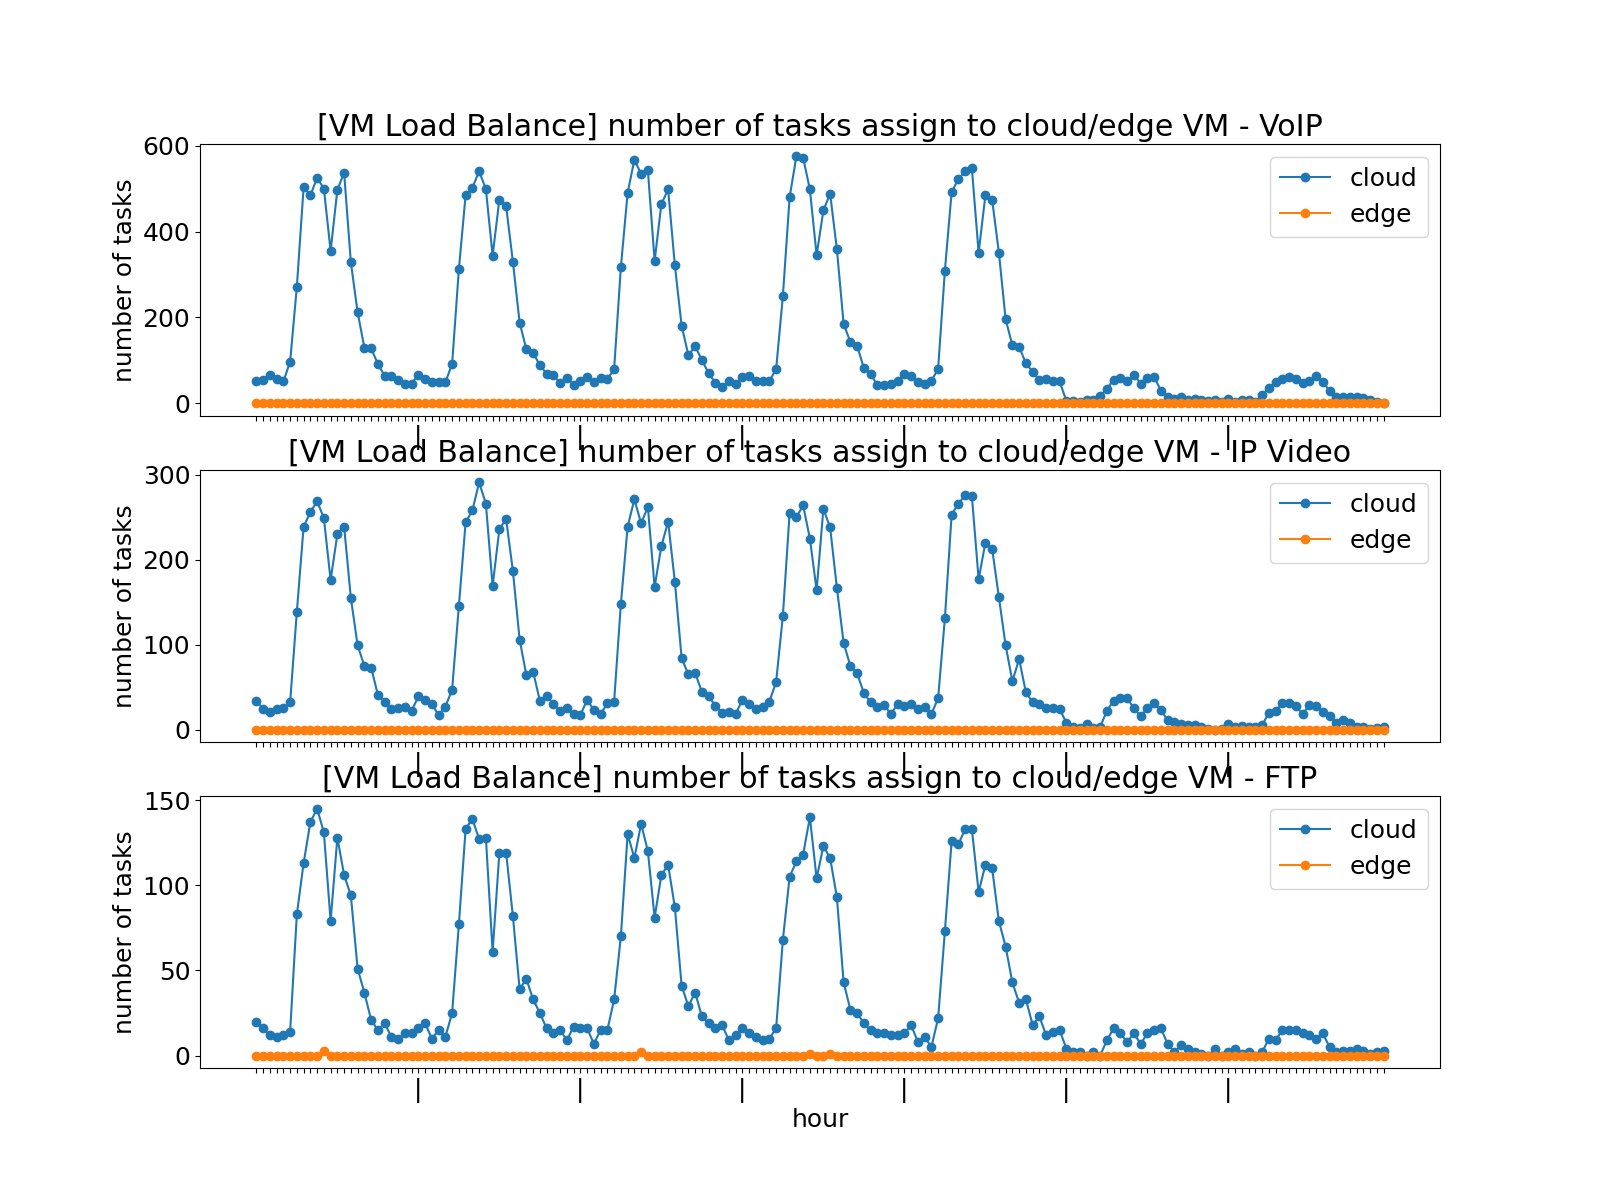 [VM Load Balance] number of tasks assign to cloud/edge VM - VoIP
600
400
200
0
number of tasks
cloud
edge
| | | | | |
[VM Load Balance] number of tasks assign to cloud/edge VM - IP Video
300
200
100
0
number of tasks
cloud
edge
| | | | | |
[VM Load Balance] number of tasks assign to cloud/edge VM - FTP
150
100
50
0
number of tasks
cloud
edge
| | | | | |
hour